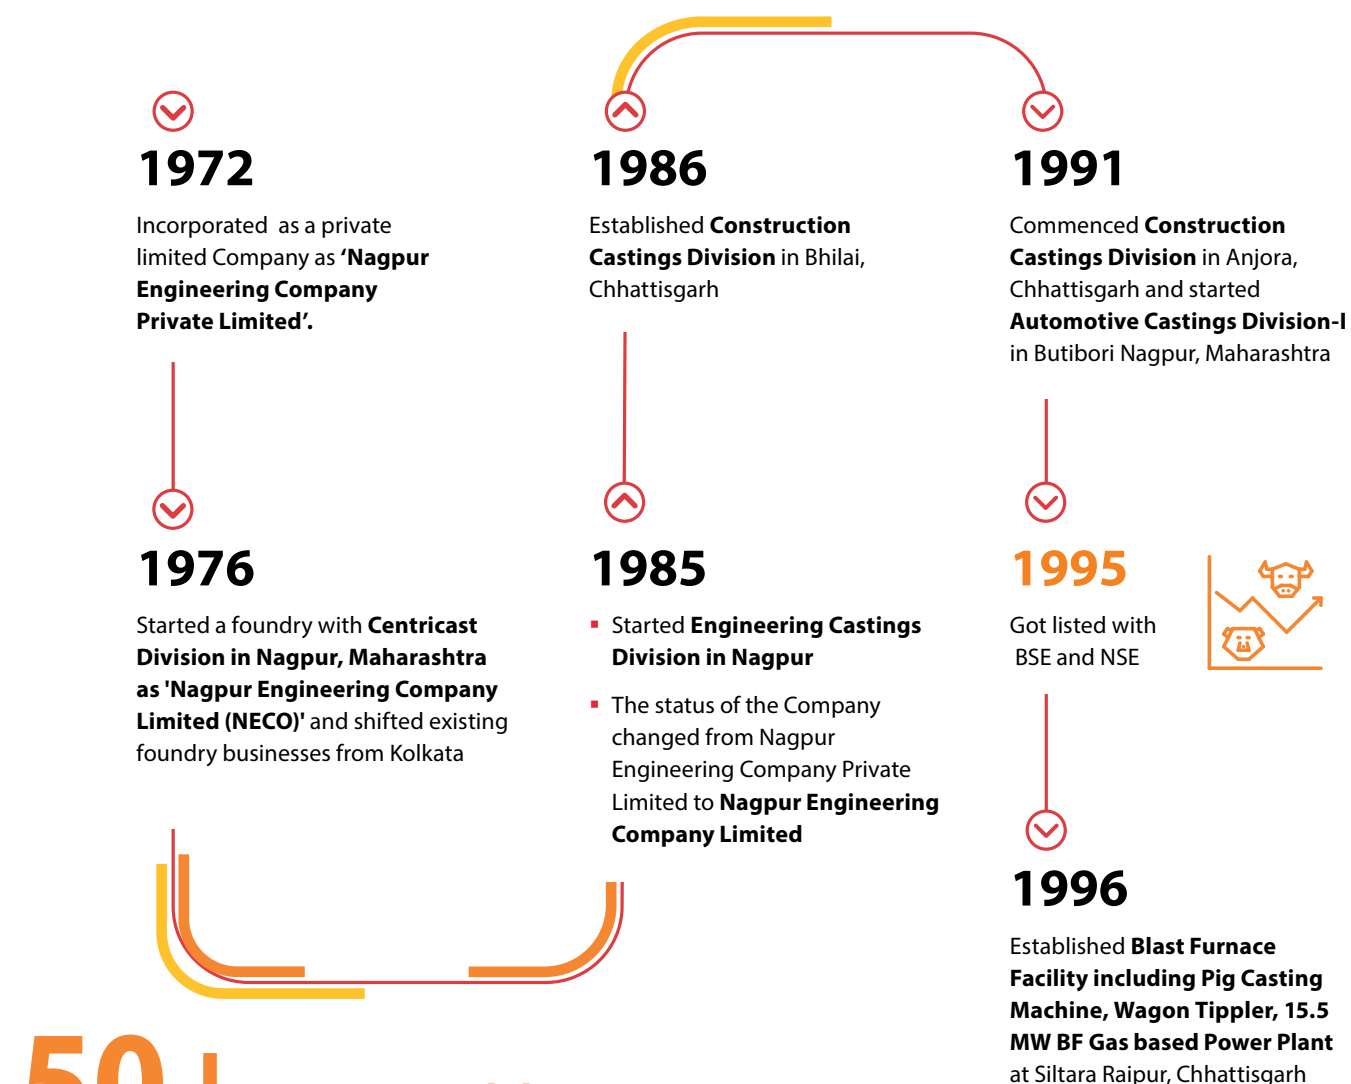 1972
Incorporated  as a private
limited Company as ‘Nagpur
Engineering Company
Private Limited’.
1976
Started a foundry with Centricast
Division in Nagpur, Maharashtra
as 'Nagpur Engineering Company
Limited (NECO)' and shifted existing
foundry businesses from Kolkata
1985
▪ Started Engineering Castings
Division in Nagpur
▪ The status of the Company
changed from Nagpur
Engineering Company Private
Limited to Nagpur Engineering
Company Limited
1986
Established Construction
Castings Division in Bhilai,
Chhattisgarh
1991
Commenced Construction
Castings Division in Anjora,
Chhattisgarh and started
Automotive Castings Division-I
in Butibori Nagpur, Maharashtra
1995
Got listed with
BSE and NSE
1996
Established Blast Furnace
Facility including Pig Casting
Machine, Wagon Tippler, 15.5
MW BF Gas based Power Plant
at Siltara Raipur, Chhattisgarh
50